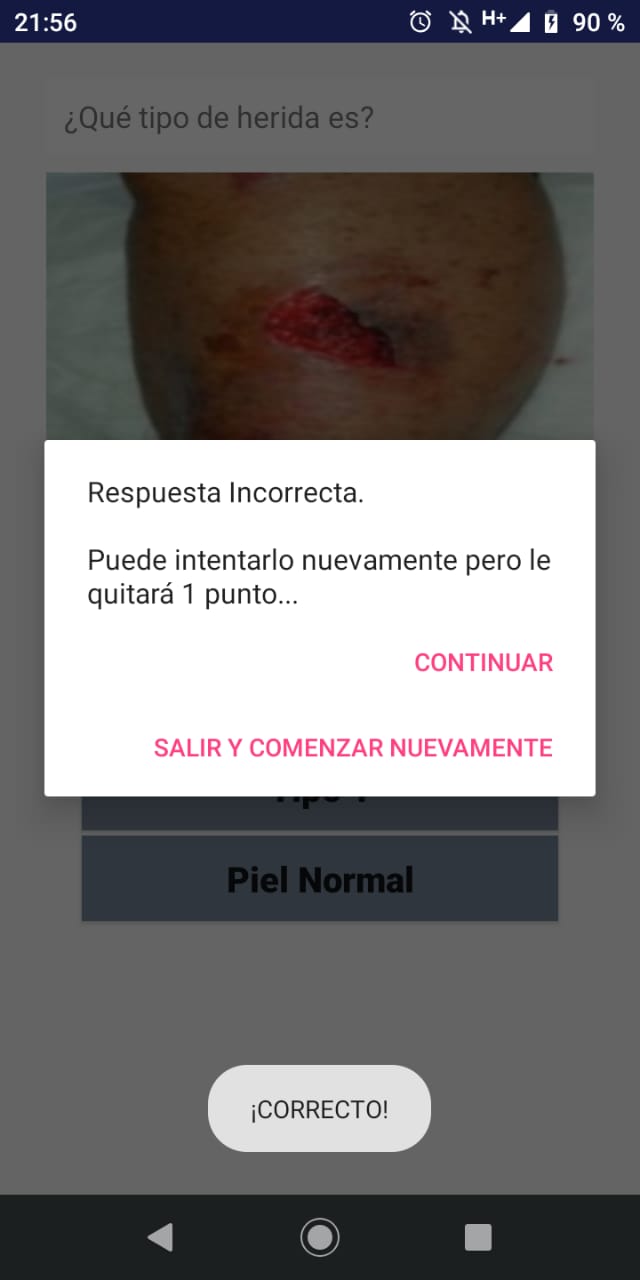 21:56
H+
90 %
¿Qué tipo de herida es?
Respuesta Incorrecta.
Puede intentarlo nuevamente pero le
quitará 1 punto...
CONTINUAR
SALIR Y COMENZAR NUEVAMENTE
Piel Normal
¡CORRECTO!